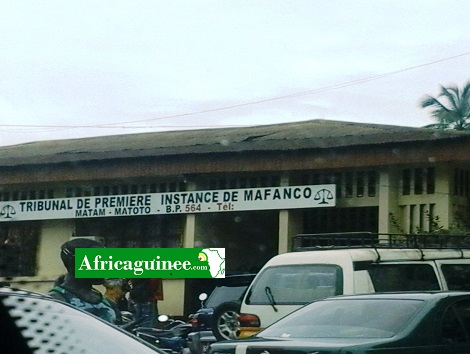 TRIBUNAL DE PREMIERE INSTANCE DE MAFANCO
MATAM - MATOTO - B.P. 564 - Tel:
Africaguinee.com